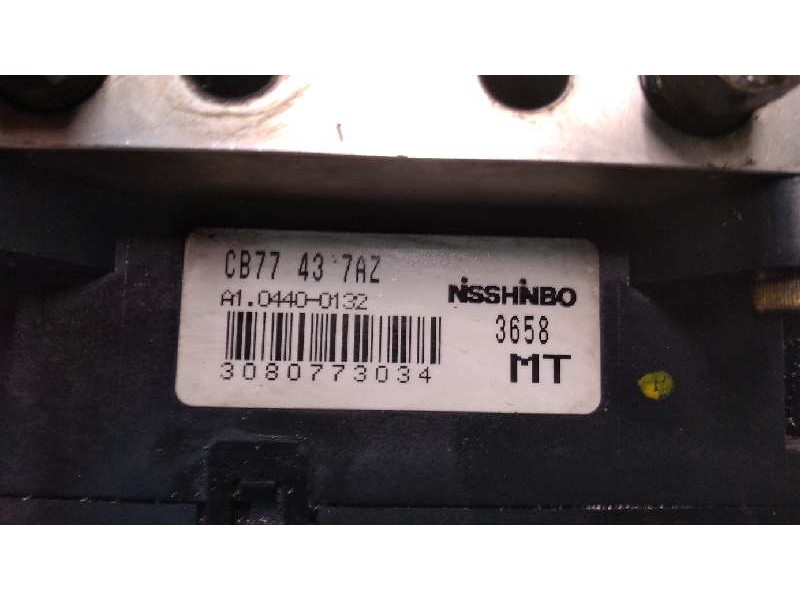 CB77 43 7AZ
A1.0440-0132
NISSHINBO
3658
3080773034
MT